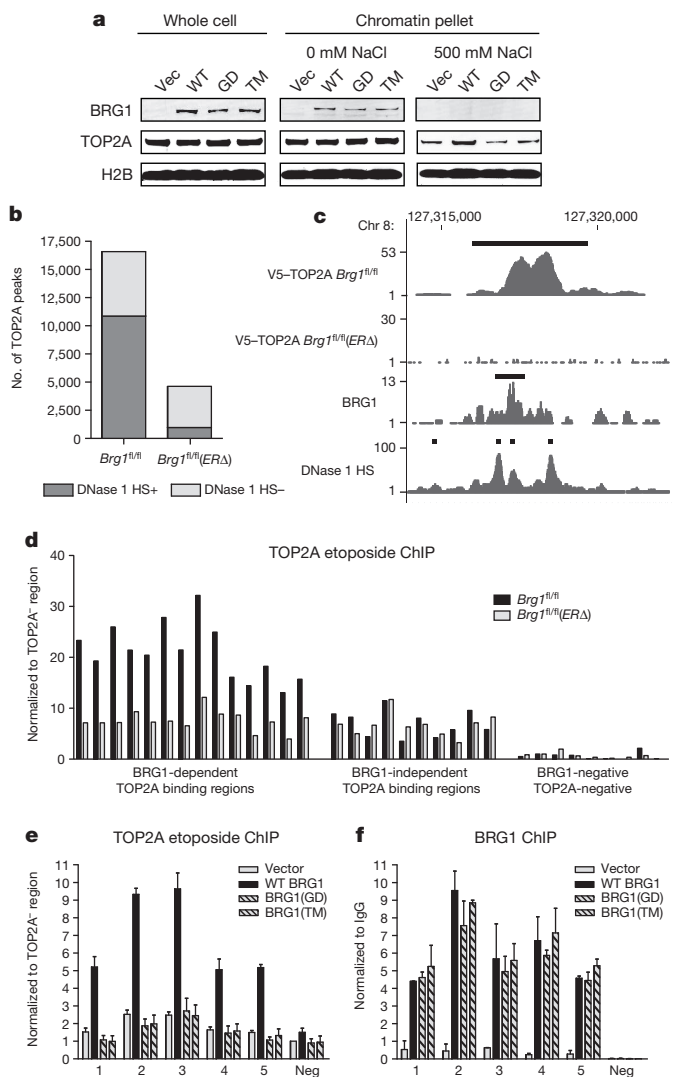 a
Whole cell
Chromatin pellet
0 mM NaCl
500 mM NaCl
Vec WT GD TM
Vec WT GD TM
Vec WT GD TM
BRG1
TOP2A
H2B
b
No. of TOP2A peaks
17,500
15,000
12,500
10,000
7,500
5,000
2,500
0
Brg1fl/fl
Brg1fl/fl(ERΔ)
DNase 1 HS+
DNase 1 HS–
c
Chr 8:
127,315,000
127,320,000
53
V5–TOP2A Brg1fl/fl
1
30
V5–TOP2A Brg1fl/fl(ERΔ)
1
13
BRG1
1
100
DNase 1 HS
1
d
TOP2A etoposide ChIP
Normalized to TOP2A– region
40
30
20
10
0
Brg1fl/fl
Brg1fl/fl(ERΔ)
BRG1-dependent
TOP2A binding regions
BRG1-independent
TOP2A binding regions
BRG1-negative
TOP2A-negative
e
TOP2A etoposide ChIP
Normalized to TOP2A– region
11
10
9
8
7
6
5
4
3
2
1
0
Vector
WT BRG1
BRG1(GD)
BRG1(TM)
1 2 3 4 5 Neg
f
BRG1 ChIP
Normalized to IgG
11
10
9
8
7
6
5
4
3
2
1
0
Vector
WT BRG1
BRG1(GD)
BRG1(TM)
1 2 3 4 5 Neg